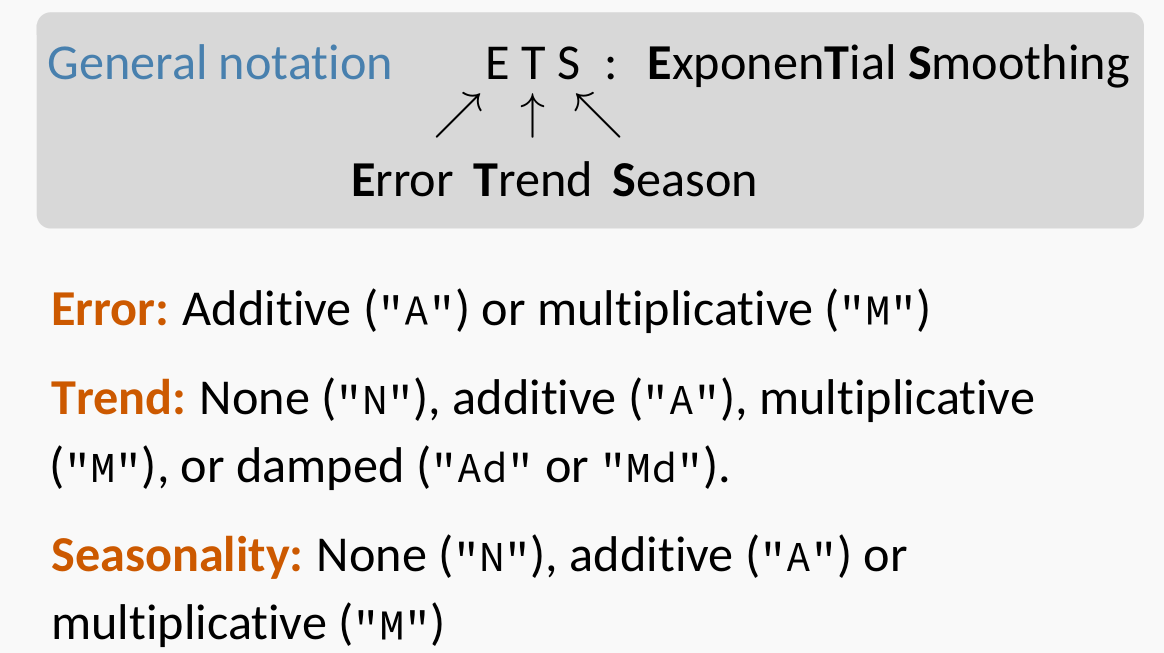 General notation E T S : ExponenTial Smoothing
Error Trend Season
Error: Additive ("A") or multiplicative ("M")
Trend: None ("N"), additive ("A"), multiplicative
("M"), or damped ("Ad" or "Md").
Seasonality: None ("N"), additive ("A") or
multiplicative ("M")